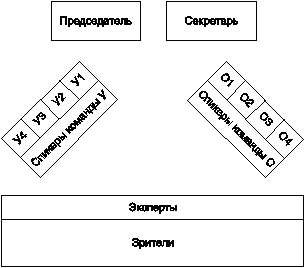 Председатель
Секретарь
У4 У3 У2 У1
Спикеры команды У
О1 О2 О3 О4
Спикеры команды О
Эксперты
Зрители